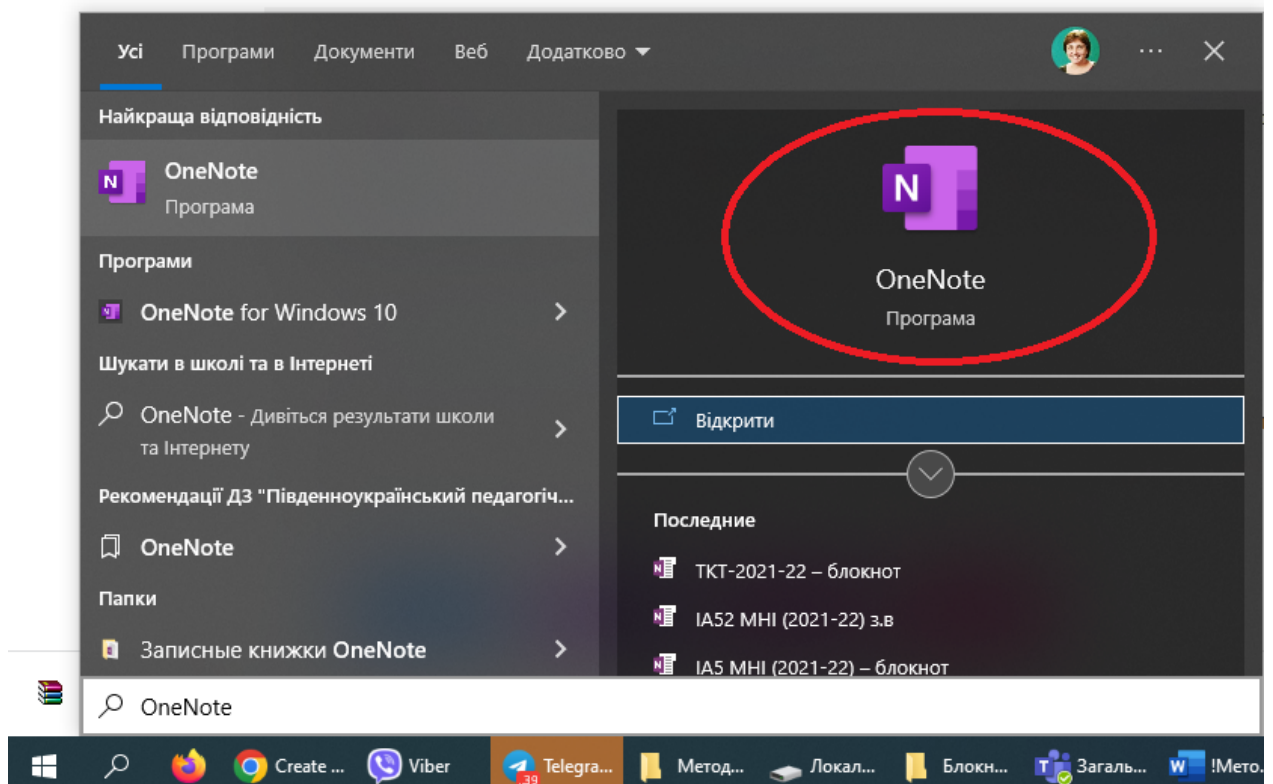 Усі Програми Документи Веб Додатково
Найкраща відповідність
OneNote
Програма
Програми
OneNote for Windows 10
Шукати в школі та в Інтернеті
OneNote - Дивіться результати школи
та Інтернету
Рекомендації ДЗ "Південноукраїнський педагогіч...
OneNote
Папки
Записные книжки OneNote
N
OneNote
Програма
Відкрити
Последние
ТКТ-2021-22 – блокнот
ІА52 МНІ (2021-22) з.в
ІА5 МНІ (2021-22) – блокнот
OneNote
Create ... Viber 39 Telegra... Метод... Локал... Блокн... Загаль... !Мето.